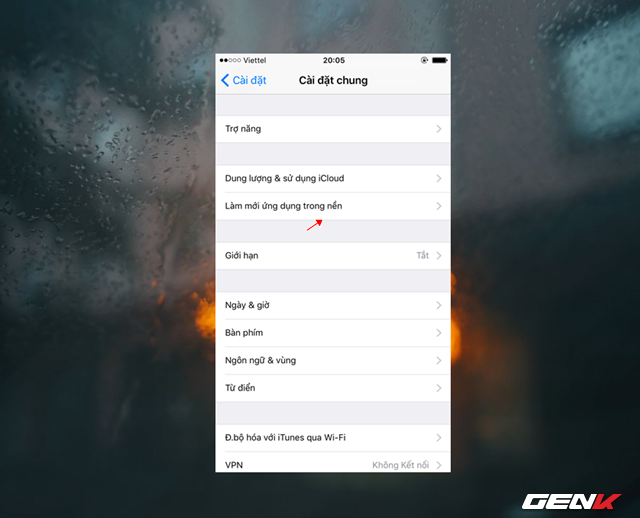 Viettel 20:05
Cài đặt Cài đặt chung
Trợ năng
Dung lượng & sử dụng iCloud
Làm mới ứng dụng trong nền
Giới hạn Tắt
Ngày & giờ
Bàn phím
Ngôn ngữ & vùng
Từ điển
Đ.bộ hóa với iTunes qua Wi-Fi
VPN Không Kết nối
GENK